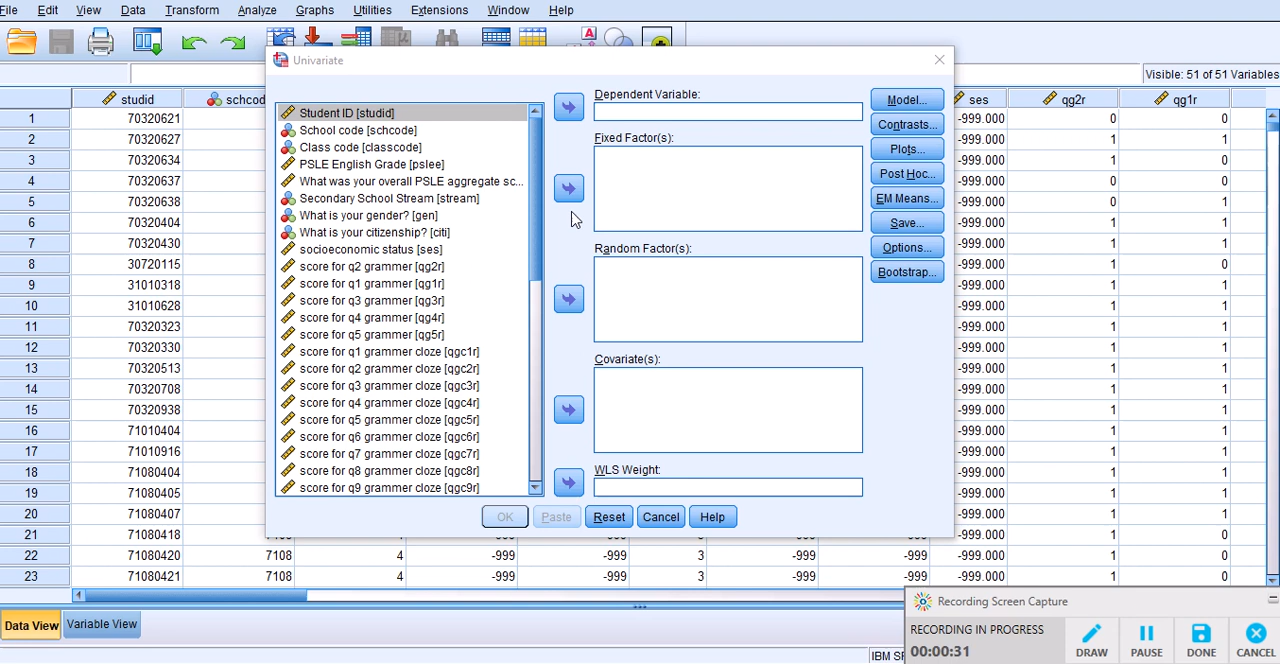 File Edit View Data Transform Analyze Graphs Utilities Extensions Window Help
Univariate
Visible: 51 of 51 Variables
studid schcod ses qg2r qg1r
Dependent Variable:
Student ID [studid]
School code [schcode]
Class code [classcode]
PSLE English Grade [pslee]
What was your overall PSLE aggregate sc...
Secondary School Stream [stream]
What is your gender? [gen]
What is your citizenship? [citi]
socioeconomic status [ses]
score for q2 grammer [qg2r]
score for q1 grammer [qg1r]
score for q3 grammer [qg3r]
score for q4 grammer [qg4r]
score for q5 grammer [qg5r]
score for q1 grammer cloze [qgc1r]
score for q2 grammer cloze [qgc2r]
score for q3 grammer cloze [qgc3r]
score for q4 grammer cloze [qgc4r]
score for q5 grammer cloze [qgc5r]
score for q6 grammer cloze [qgc6r]
score for q7 grammer cloze [qgc7r]
score for q8 grammer cloze [qgc8r]
score for q9 grammer cloze [qgc9r]
Fixed Factor(s):
Random Factor(s):
Covariate(s):
WLS Weight:
Model...
Contrasts...
Plots...
Post Hoc...
EM Means...
Save...
Options...
Bootstrap...
OK Paste Reset Cancel Help
1 70320621 -999.000 0 0
2 70320627 -999.000 1 1
3 70320634 -999.000 0 0
4 70320637 -999.000 0 1
5 70320638 -999.000 0 1
6 70320404 -999.000 1 1
7 70320430 -999.000 1 0
8 30720115 -999.000 1 0
9 31010318 -999.000 1 1
10 31010628 -999.000 1 1
11 70320323 -999.000 1 1
12 70320330 -999.000 1 1
13 70320513 -999.000 1 1
14 70320708 -999.000 1 1
15 70320938 -999.000 1 1
16 71010404 -999.000 1 1
17 71010916 -999.000 1 1
18 71080404 -999.000 1 1
19 71080405 -999.000 1 1
20 71080407 -999.000 1 1
21 71080418 7108 4 -999 -999 3 -999 -999 -999.000 1 0
22 71080420 7108 4 -999 -999 3 -999 -999 -999.000 1 0
23 71080421 7108 4 -999 -999 3 -999 -999 -999.000 1 1
Data View Variable View
IBM SP
Recording Screen Capture
RECORDING IN PROGRESS
00:00:31
DRAW PAUSE DONE CANCEL